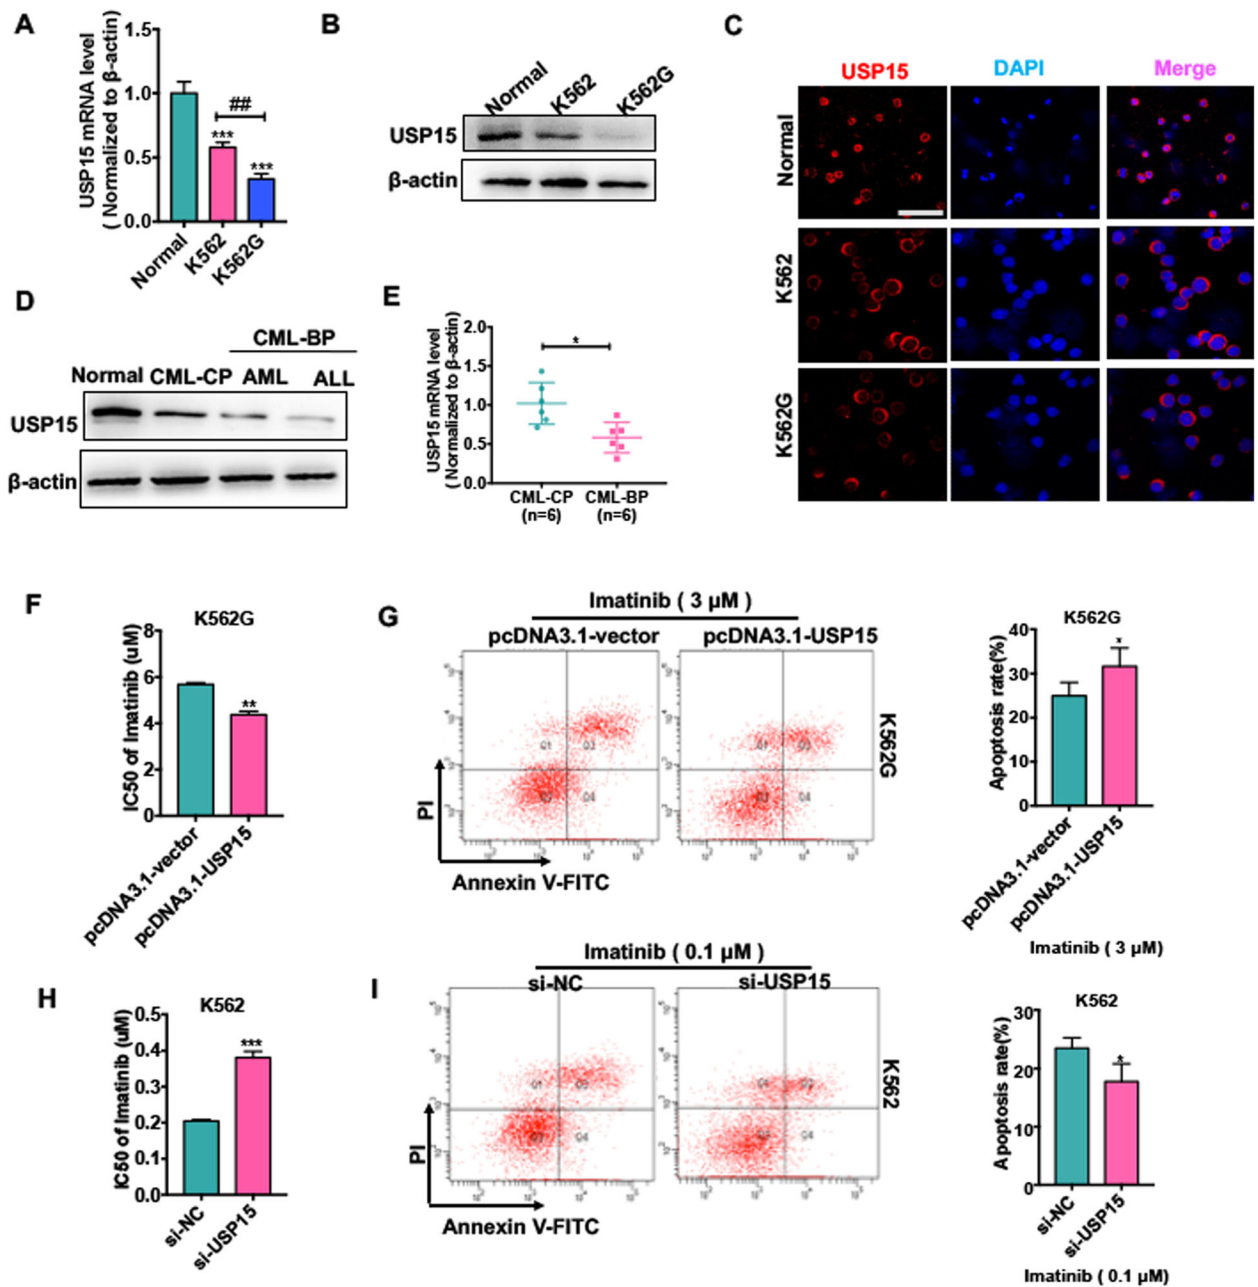 A
USP15 mRNA level
( Normalized to β-actin)
1.5
1.0
0.5
0.0
##
***
***
Normal
K562
K562G
B
Normal
K562
K562G
USP15
β-actin
C
USP15
DAPI
Merge
Normal
K562
K562G
D
CML-BP
Normal
CML-CP
AML
ALL
USP15
β-actin
E
USP15 mRNA level
( Normalized to β-actin)
2.0
1.5
1.0
0.5
0.0
*
CML-CP
(n=6)
CML-BP
(n=6)
F
K562G
IC50 of Imatinib (uM)
8
6
4
2
0
**
pcDNA3.1-vector
pcDNA3.1-USP15
G
Imatinib ( 3 µM )
pcDNA3.1-vector
pcDNA3.1-USP15
K562G
PI
Annexin V-FITC
K562G
Apoptosis rate(%)
40
30
20
10
0
*
pcDNA3.1-vector
pcDNA3.1-USP15
Imatinib ( 3 µM)
H
K562
IC50 of Imatinib (uM)
0.5
0.4
0.3
0.2
0.1
0.0
***
si-NC
si-USP15
I
Imatinib ( 0.1 µM )
si-NC
si-USP15
K562
PI
Annexin V-FITC
K562
Apoptosis rate(%)
30
20
10
0
*
si-NC
si-USP15
Imatinib ( 0.1 µM)